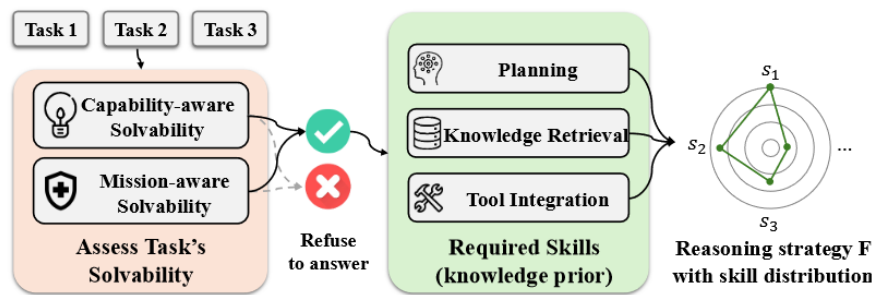 Task 1
Task 2
Task 3
Capability-aware
Solvability
Mission-aware
Solvability
Assess Task's
Solvability
Refuse
to answer
Planning
Knowledge Retrieval
Tool Integration
Required Skills
(knowledge prior)
s₁
s₂
...
s₃
Reasoning strategy F
with skill distribution